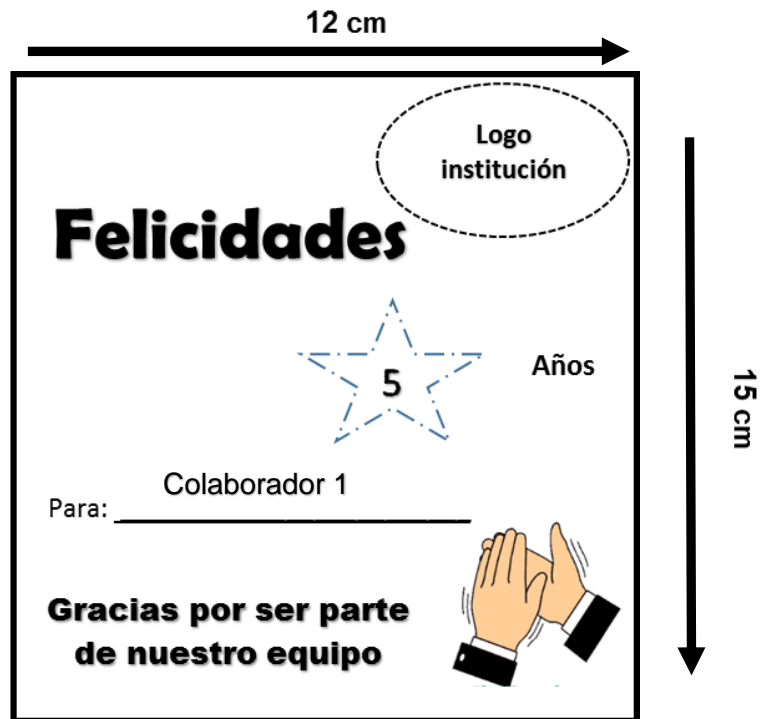 12 cm
Logo
institución
Felicidades
5
Años
15 cm
Colaborador 1
Para:
Gracias por ser parte
de nuestro equipo